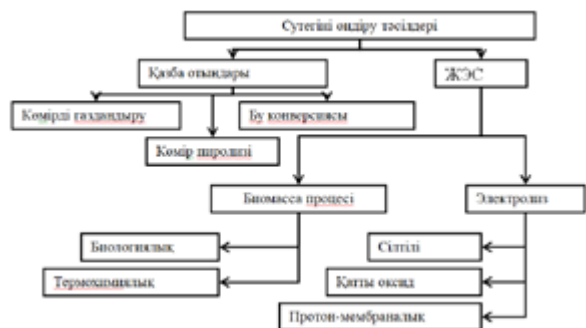 Сутегіні өндіру тәсілдері
Қазба отындары
ЖЭС
Көмірді газдандыру
Бу конверсиясы
Көмір пиролизі
Биомасса процесі
Электролиз
Биологиялық
Сілтілі
Термохимиялық
Қатты оксид
Протон-мембраналық